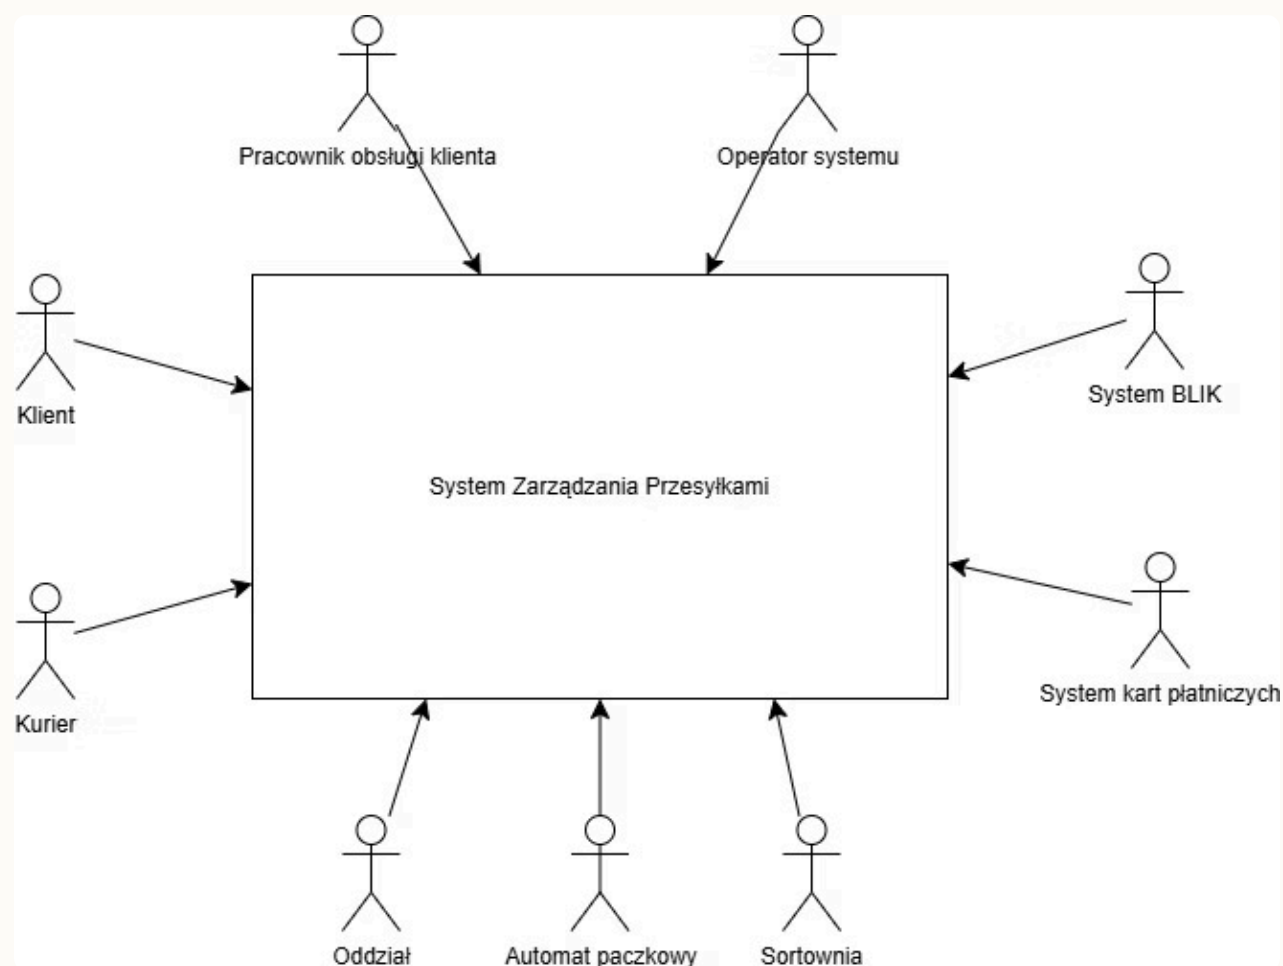 Pracownik obsługi klienta
Operator systemu
Klient
System BLIK
System Zarządzania Przesyłkami
Kurier
System kart płatniczych
Oddział
Automat paczkowy
Sortownia